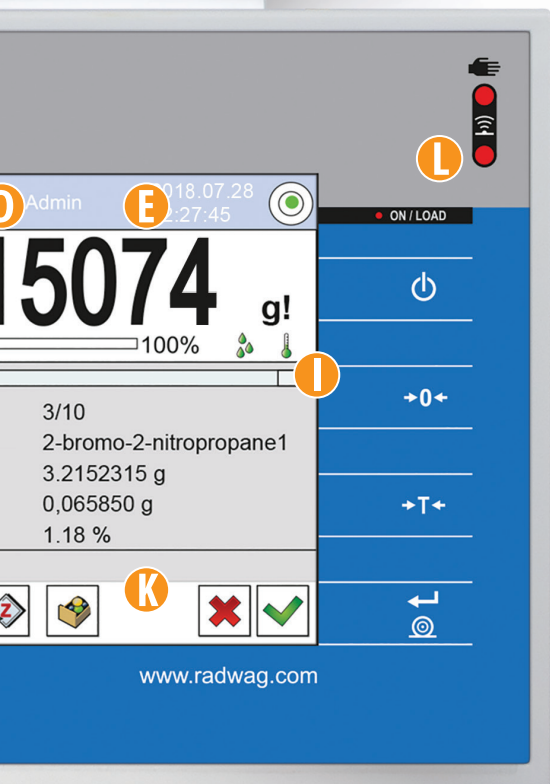 L
D Admin E 2018.07.28
12:27:45
ON / LOAD
15074 g!
100%
I
3/10
2-bromo-2-nitropropane1
3.2152315 g
0,065850 g
1.18 %
→0←
→T←
K
Z
www.radwag.com